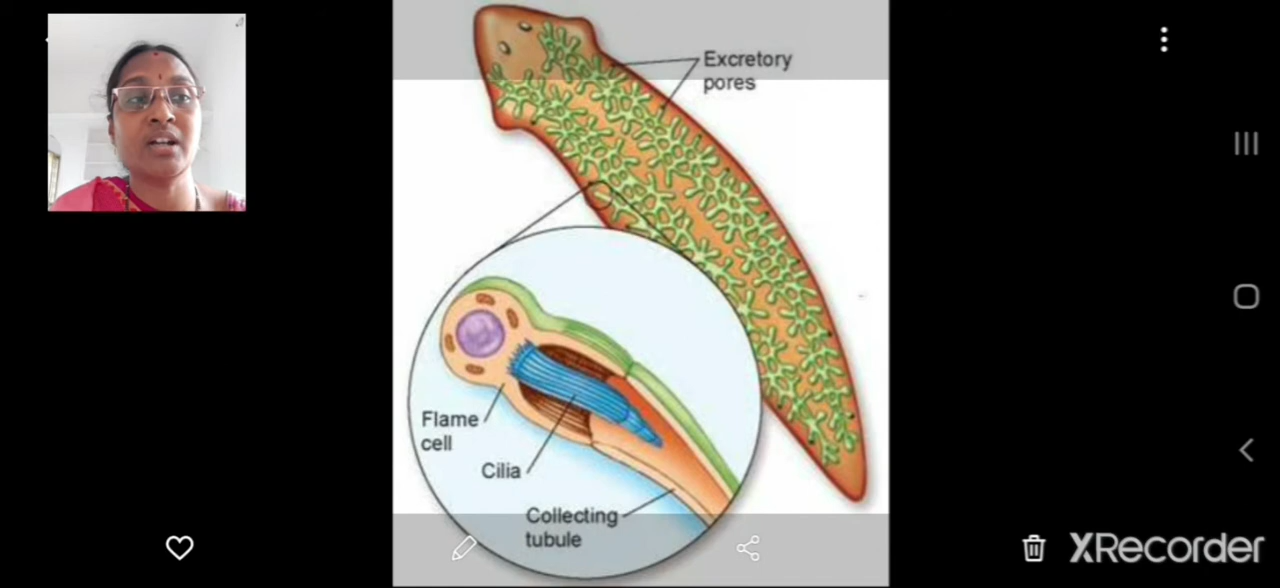 Excretory
pores
Flame
cell
Cilia
Collecting
tubule
XRecorder